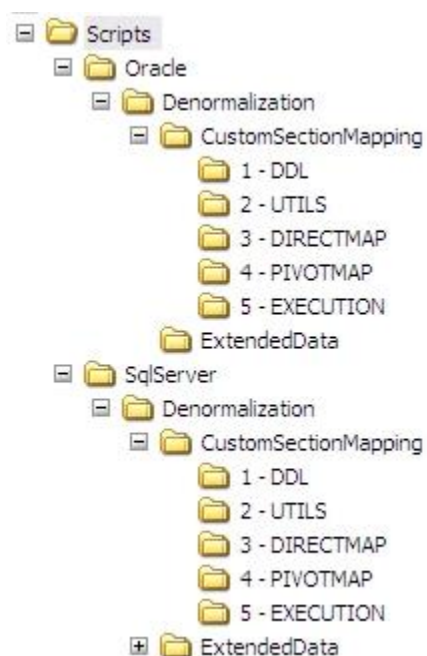 Scripts
Oracle
Denormalization
CustomSectionMapping
1 - DDL
2 - UTILS
3 - DIRECTMAP
4 - PIVOTMAP
5 - EXECUTION
ExtendedData
SqlServer
Denormalization
CustomSectionMapping
1 - DDL
2 - UTILS
3 - DIRECTMAP
4 - PIVOTMAP
5 - EXECUTION
ExtendedData